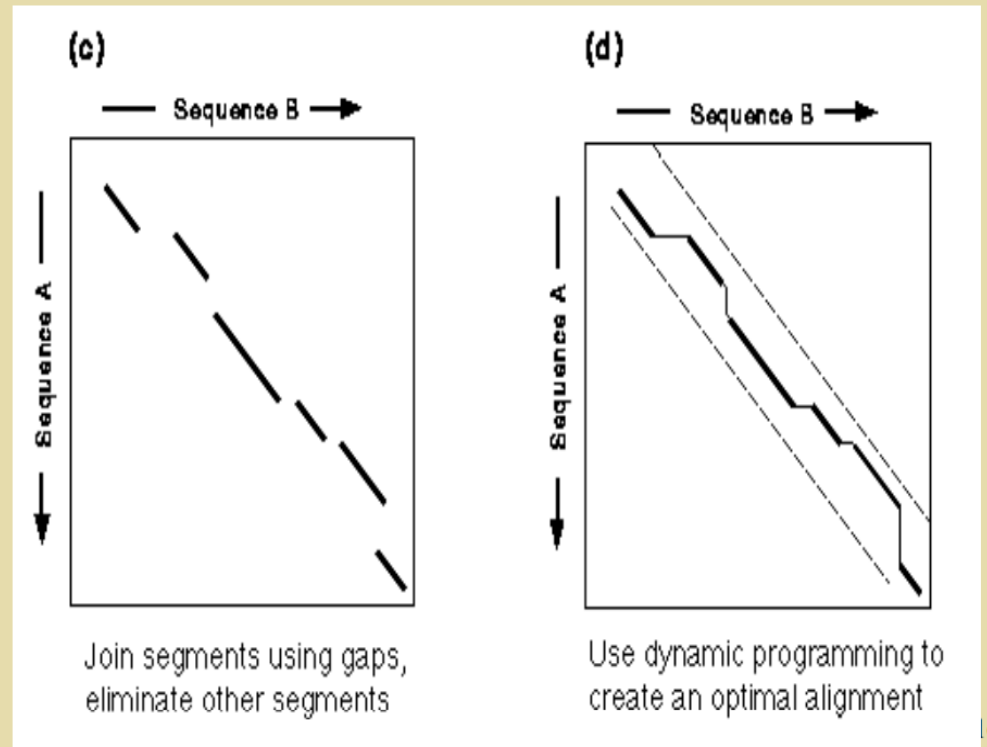 (c)
Sequence B
Sequence A
Join segments using gaps,
eliminate other segments
(d)
Sequence B
Sequence A
Use dynamic programming to
create an optimal alignment